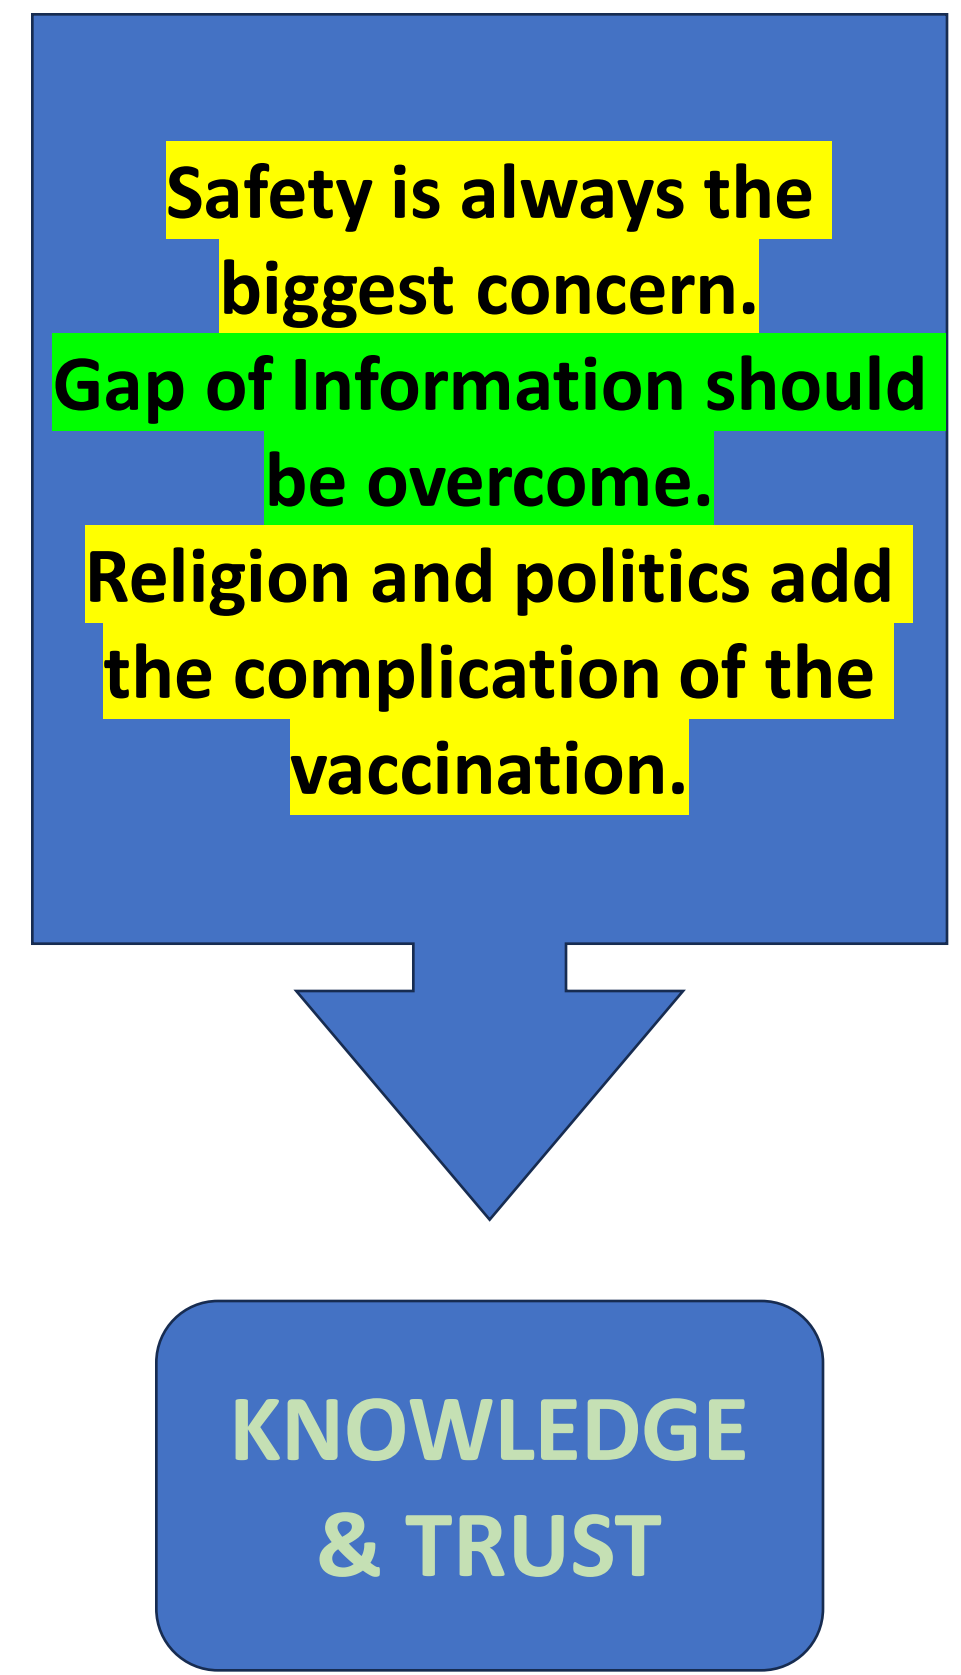 Safety is always the
biggest concern.
Gap of Information should
be overcome.
Religion and politics add
the complication of the
vaccination.
KNOWLEDGE
& TRUST